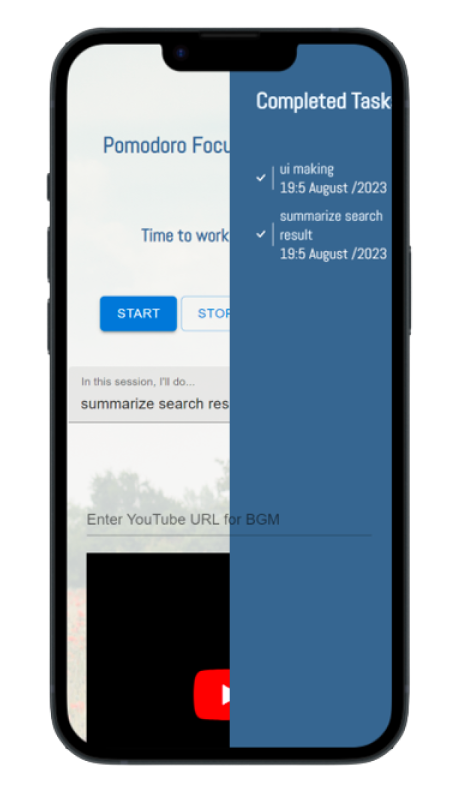 Completed Task
Pomodoro Focu
ui making
19:5 August /2023
summarize search
result
19:5 August /2023
Time to work
START
STOP
In this session, I'll do...
summarize search res
Enter YouTube URL for BGM